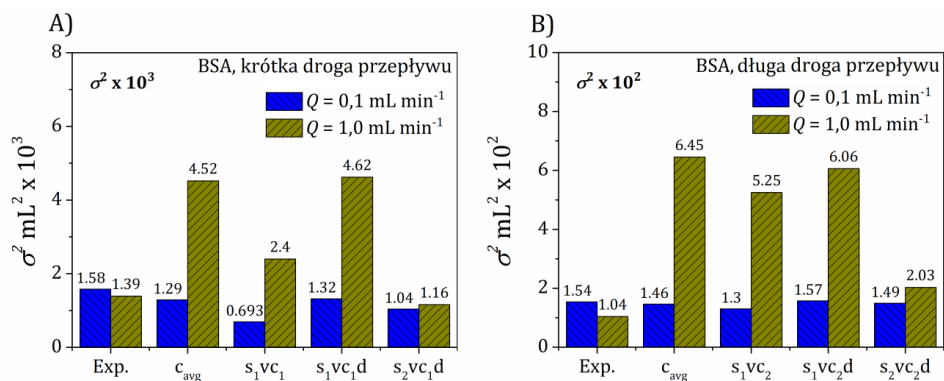 A)
σ² mL² x 10³
8
6
4
2
0
σ² x 10³
BSA, krótka droga przepływu
Q = 0,1 mL min⁻¹
Q = 1,0 mL min⁻¹
1.58 1.39 1.29 4.52 0.693 2.4 1.32 4.62 1.04 1.16
Exp. c_avg s₁vc₁ s₁vc₁d s₂vc₁d
B)
σ² mL² x 10²
10
8
6
4
2
0
σ² x 10²
BSA, długa droga przepływu
Q = 0,1 mL min⁻¹
Q = 1,0 mL min⁻¹
1.54 1.04 1.46 6.45 1.3 5.25 1.57 6.06 1.49 2.03
Exp. c_avg s₁vc₂ s₁vc₂d s₂vc₂d